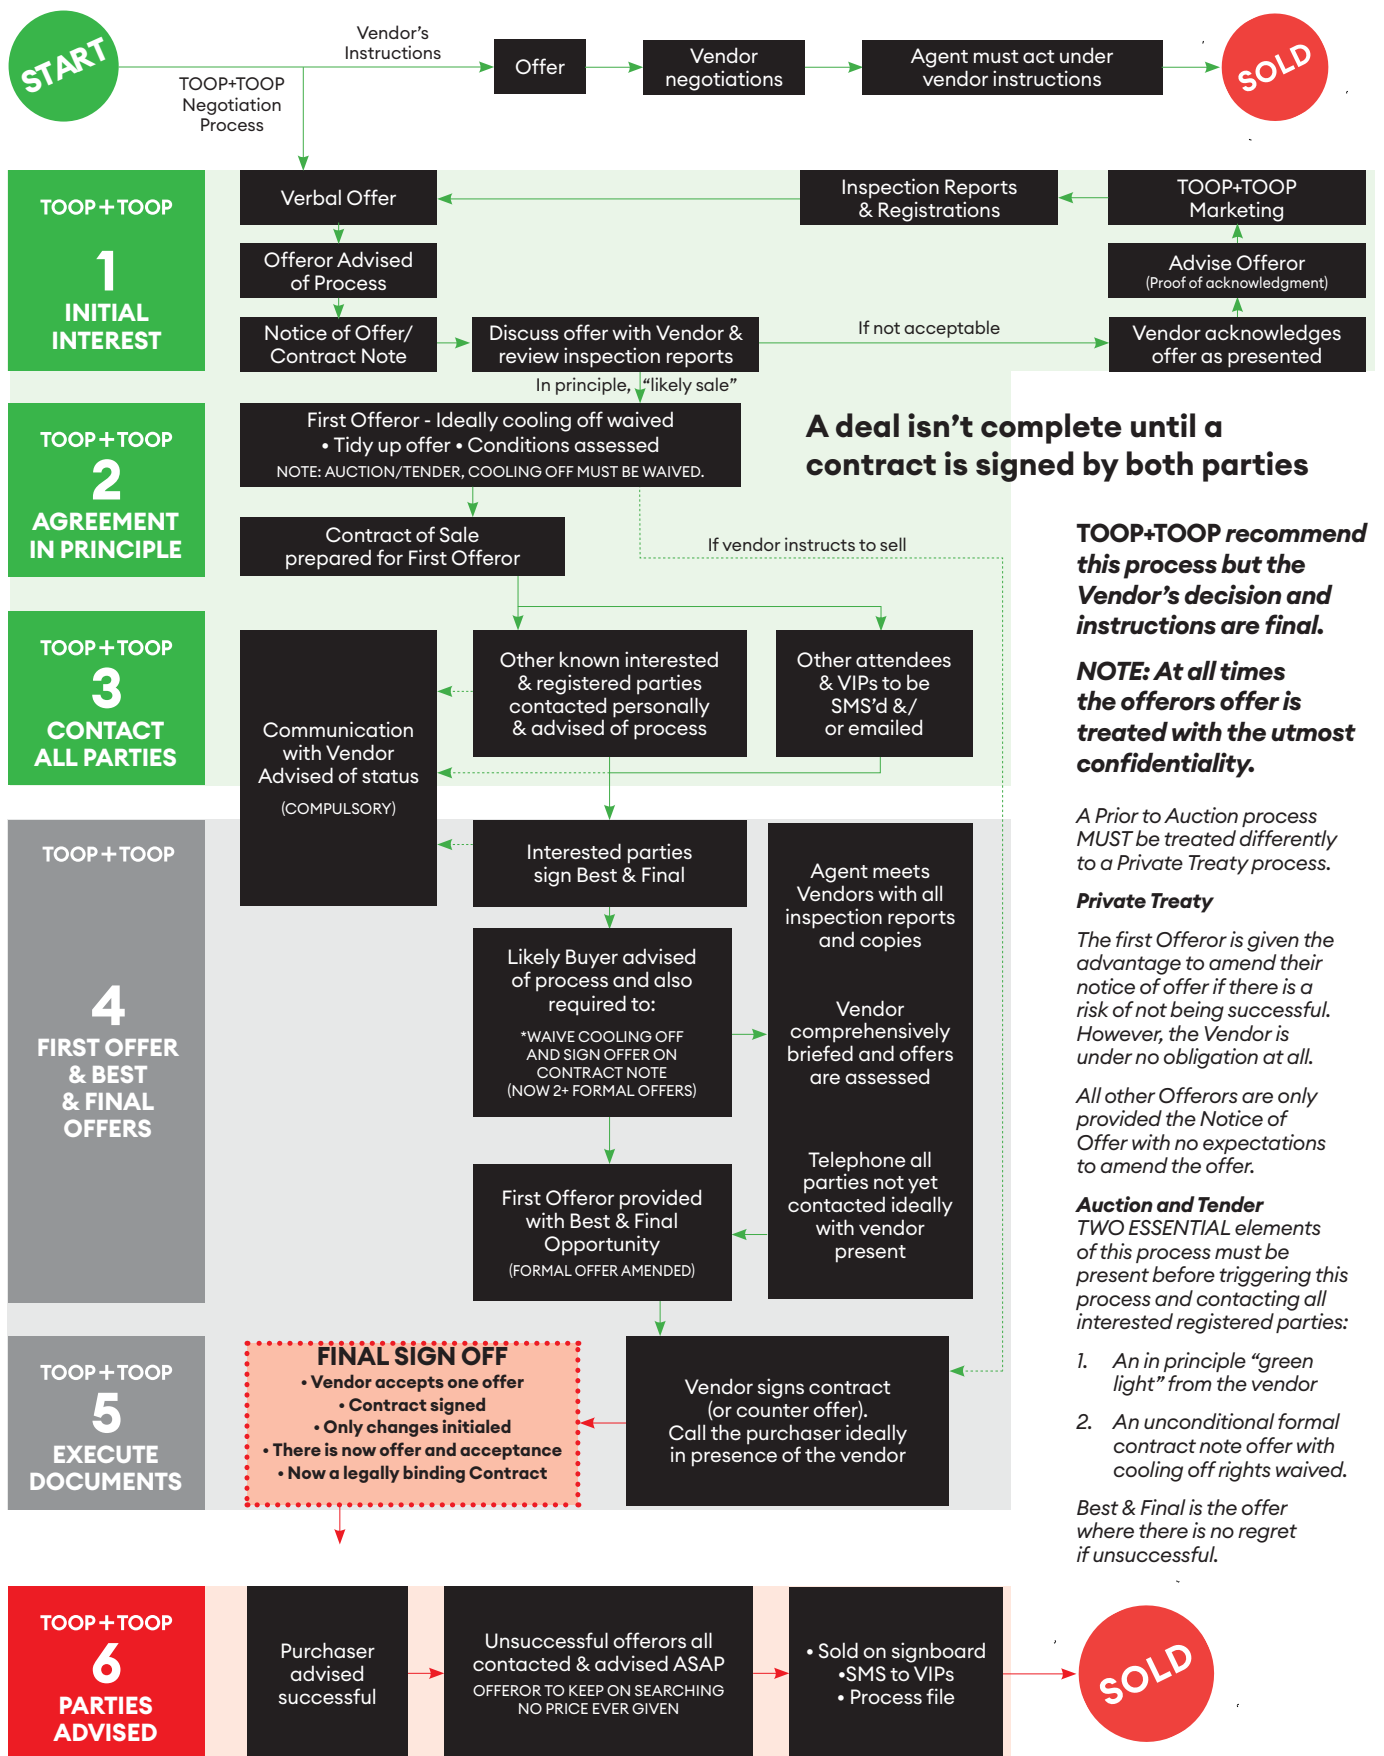 START
Vendor's
Instructions
TOOP+TOOP
Negotiation
Process
Offer
Vendor
negotiations
Agent must act under
vendor instructions
SOLD
TOOP+TOOP
1
INITIAL
INTEREST
Verbal Offer
Inspection Reports
& Registrations
TOOP+TOOP
Marketing
Offeror Advised
of Process
Advise Offeror
(Proof of acknowledgment)
Notice of Offer/
Contract Note
Discuss offer with Vendor &
review inspection reports
If not acceptable
Vendor acknowledges
offer as presented
In principle, “likely sale”
TOOP+TOOP
2
AGREEMENT
IN PRINCIPLE
First Offeror - Ideally cooling off waived
• Tidy up offer • Conditions assessed
NOTE: AUCTION/TENDER, COOLING OFF MUST BE WAIVED.
Contract of Sale
prepared for First Offeror
If vendor instructs to sell
A deal isn't complete until a
contract is signed by both parties
TOOP+TOOP
3
CONTACT
ALL PARTIES
Communication
with Vendor
Advised of status
(COMPULSORY)
Other known interested
& registered parties
contacted personally
& advised of process
Other attendees
& VIPs to be
SMS'd &/
or emailed
TOOP+TOOP
4
FIRST OFFER
& BEST
& FINAL
OFFERS
Interested parties
sign Best & Final
Likely Buyer advised
of process and also
required to:
*WAIVE COOLING OFF
AND SIGN OFFER ON
CONTRACT NOTE
(NOW 2+ FORMAL OFFERS)
Agent meets
Vendors with all
inspection reports
and copies
Vendor
comprehensively
briefed and offers
are assessed
Telephone all
parties not yet
contacted ideally
with vendor
present
First Offeror provided
with Best & Final
Opportunity
(FORMAL OFFER AMENDED)
TOOP+TOOP
5
EXECUTE
DOCUMENTS
FINAL SIGN OFF
• Vendor accepts one offer
• Contract signed
• Only changes initialed
• There is now offer and acceptance
• Now a legally binding Contract
Vendor signs contract
(or counter offer).
Call the purchaser ideally
in presence of the vendor
TOOP+TOOP recommend
this process but the
Vendor's decision and
instructions are final.
NOTE: At all times
the offerors offer is
treated with the utmost
confidentiality.
A Prior to Auction process
MUST be treated differently
to a Private Treaty process.
Private Treaty
The first Offeror is given the
advantage to amend their
notice of offer if there is a
risk of not being successful.
However, the Vendor is
under no obligation at all.
All other Offerors are only
provided the Notice of
Offer with no expectations
to amend the offer.
Auction and Tender
TWO ESSENTIAL elements
of this process must be
present before triggering this
process and contacting all
interested registered parties:
1. An in principle “green
light” from the vendor
2. An unconditional formal
contract note offer with
cooling off rights waived.
Best & Final is the offer
where there is no regret
if unsuccessful.
TOOP+TOOP
6
PARTIES
ADVISED
Purchaser
advised
successful
Unsuccessful offerors all
contacted & advised ASAP
OFFEROR TO KEEP ON SEARCHING
NO PRICE EVER GIVEN
• Sold on signboard
•SMS to VIPs
• Process file
SOLD